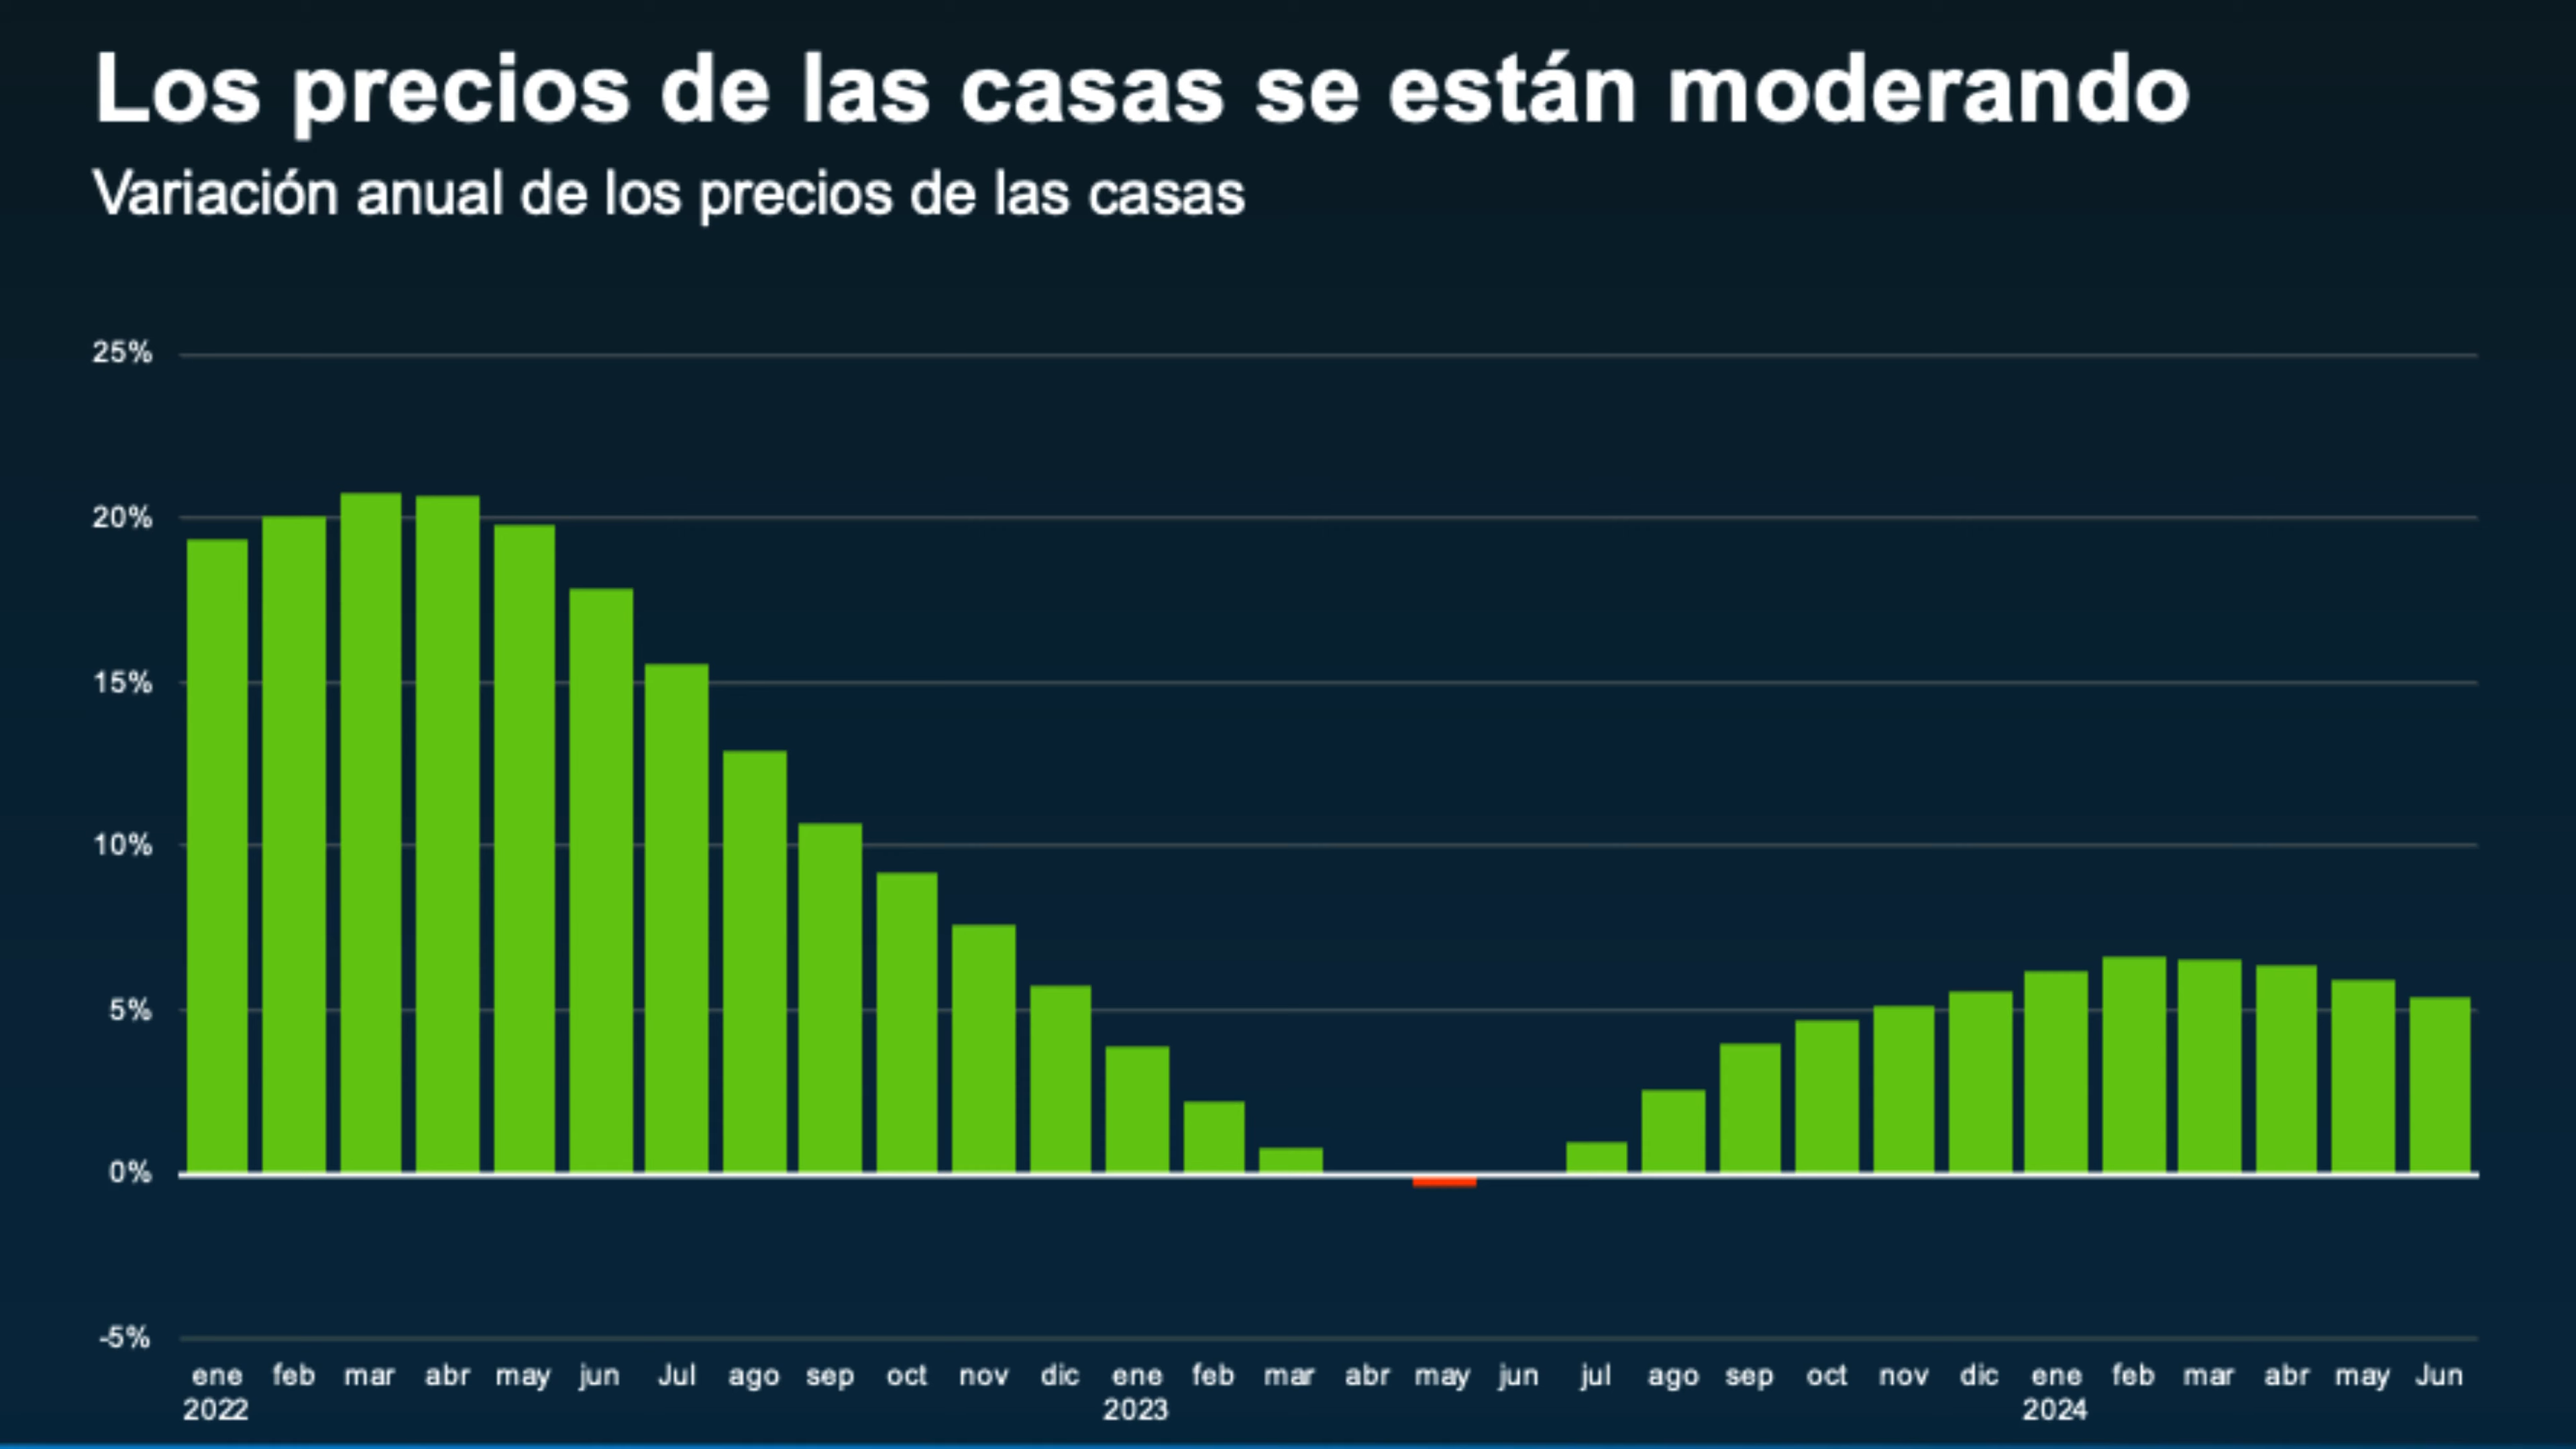 Los precios de las casas se están moderando
Variación anual de los precios de las casas
25%
20%
15%
10%
5%
0%
-5%
ene feb mar abr may jun Jul ago sep oct nov dic ene feb mar abr may jun jul ago sep oct nov dic ene feb mar abr may Jun
2022 2023 2024